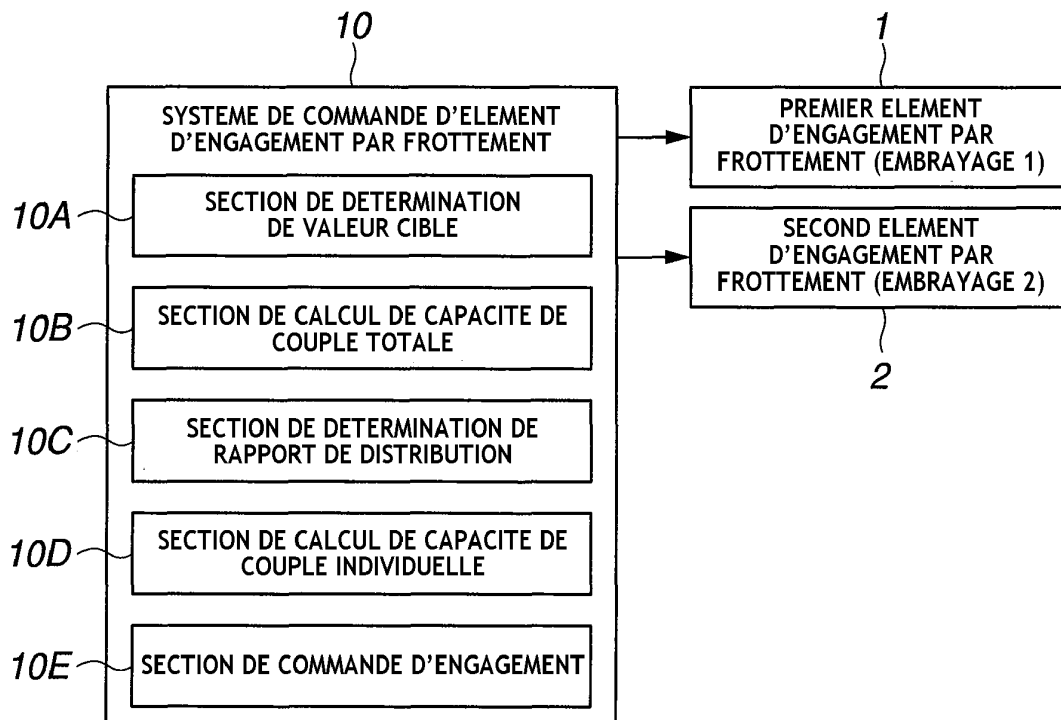 10
SYSTEME DE COMMANDE D'ELEMENT
D'ENGAGEMENT PAR FROTTEMENT
10A
SECTION DE DETERMINATION
DE VALEUR CIBLE
10B
SECTION DE CALCUL DE CAPACITE DE
COUPLE TOTALE
10C
SECTION DE DETERMINATION DE
RAPPORT DE DISTRIBUTION
10D
SECTION DE CALCUL DE CAPACITE DE
COUPLE INDIVIDUELLE
10E
SECTION DE COMMANDE D'ENGAGEMENT
1
PREMIER ELEMENT
D'ENGAGEMENT PAR
FROTTEMENT (EMBRAYAGE 1)
SECOND ELEMENT
D'ENGAGEMENT PAR
FROTTEMENT (EMBRAYAGE 2)
2